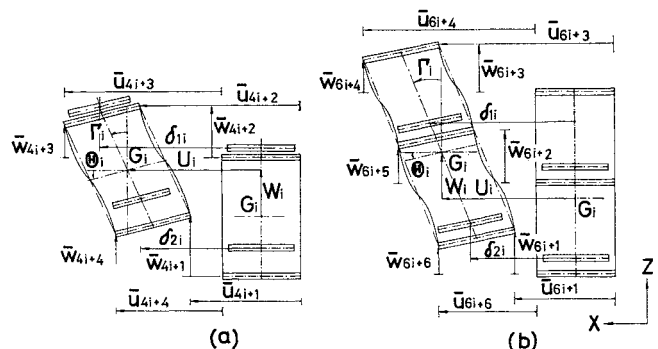 ū4i+3
ū4i+2
w̄4i+3
w̄4i+2
Γi
δ1i
Θi
Gi
Ui
Wi
Gi
δ2i
w̄4i+4
w̄4i+1
ū4i+1
ū4i+4
(a)
ū6i+4
ū6i+3
w̄6i+4
w̄6i+3
Γi
δ1i
w̄6i+2
w̄6i+5
Θi
Gi
Wi Ui
Gi
δ2i
w̄6i+1
w̄6i+6
ū6i+6
ū6i+1
(b)
Z
X